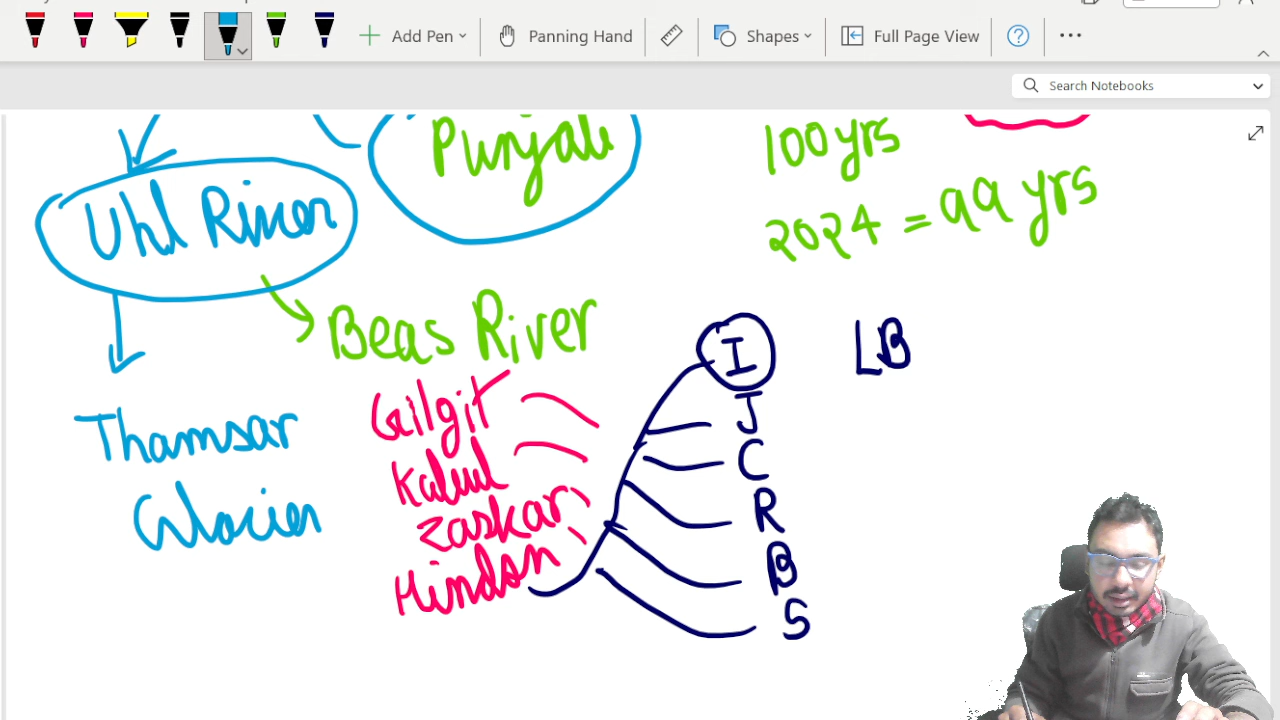 Add Pen
Panning Hand
Shapes
Full Page View
Search Notebooks
Punjab
100 yrs
2024 = 99 yrs
Uhl River
Beas River
Thamsar
Glacier
Gilgit
Kabul
Zaskar
Hindon
I
J
C
R
B
S
LB